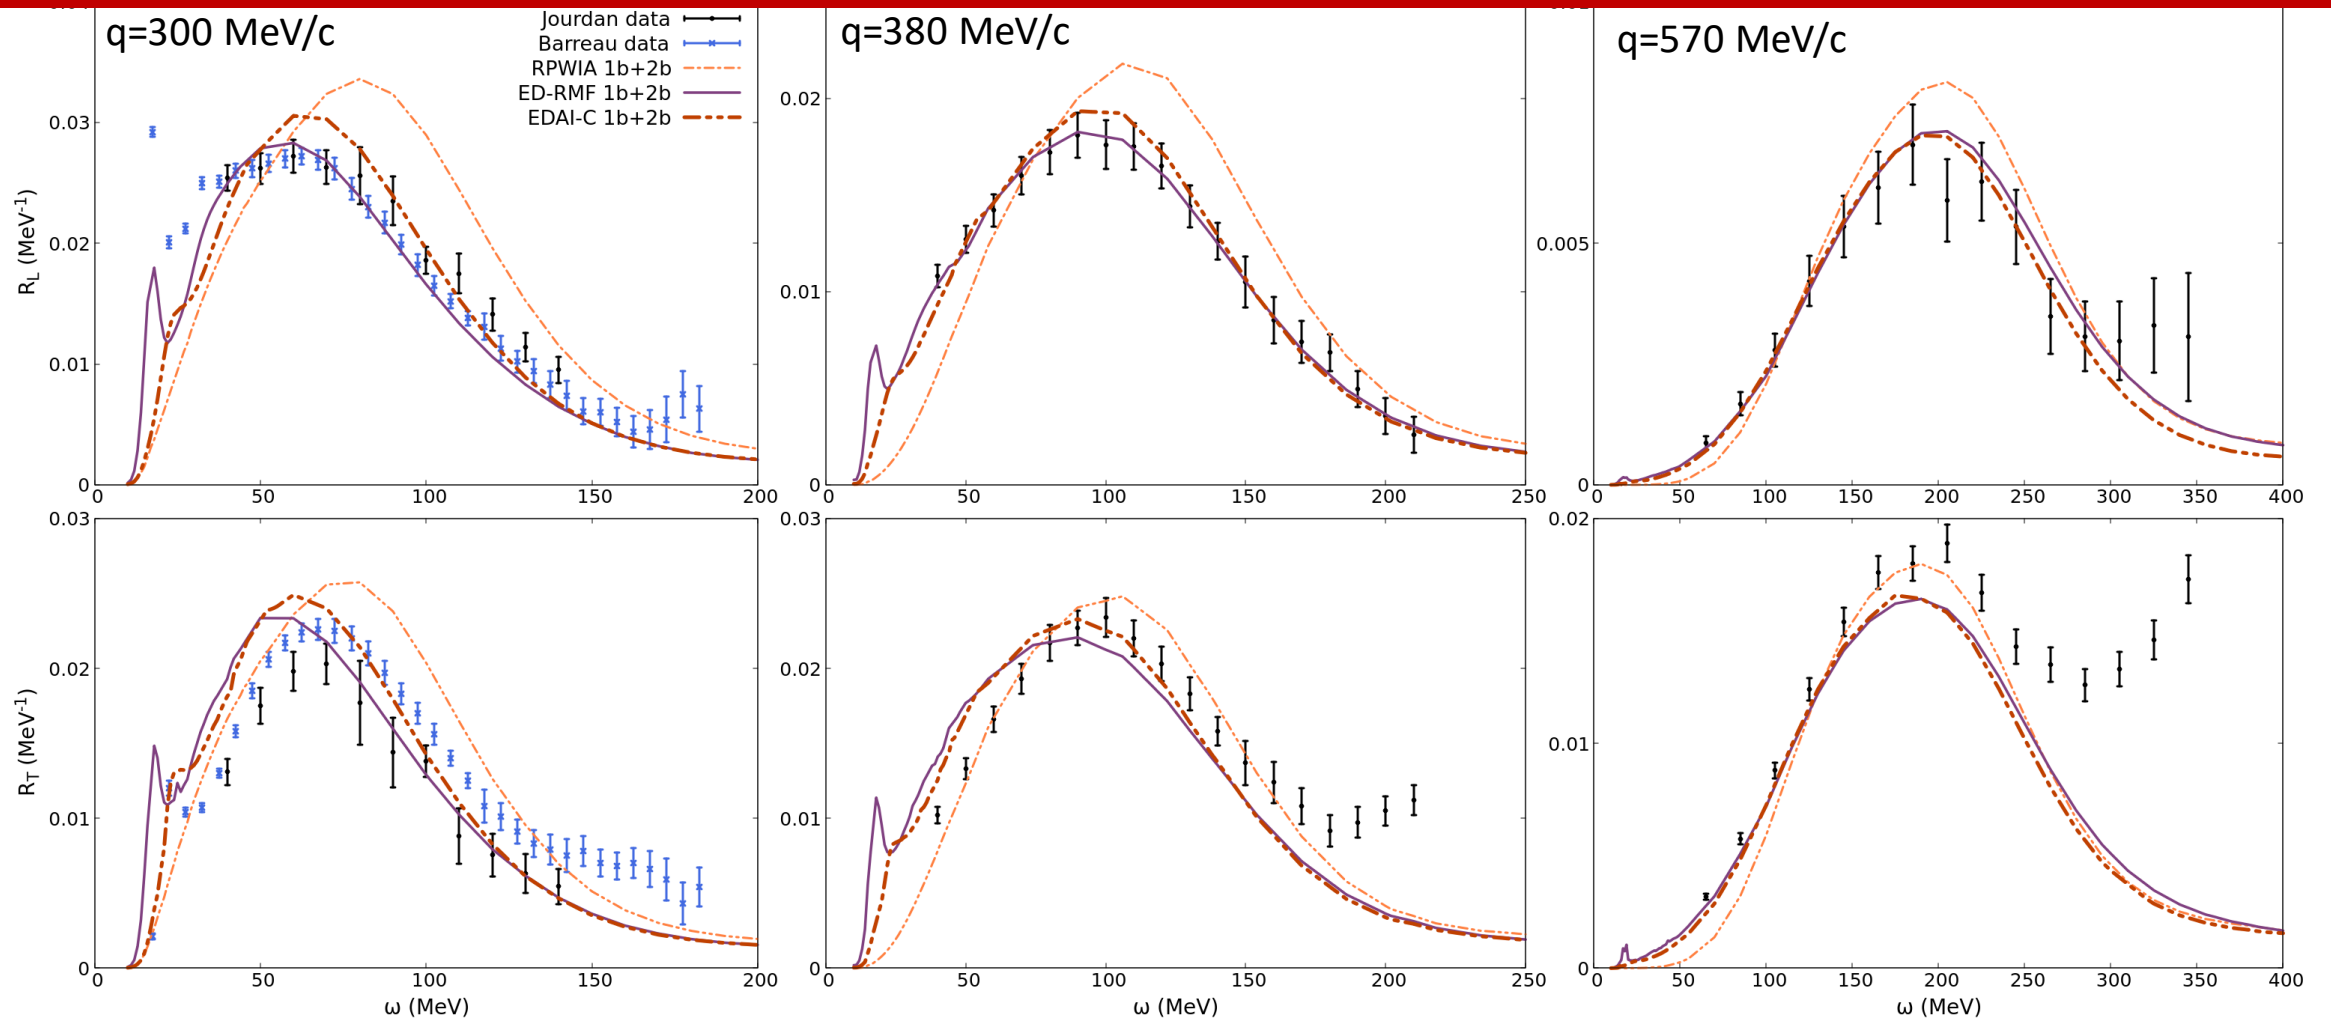 q=300 MeV/c
Jourdan data
Barreau data
RPWIA 1b+2b
ED-RMF 1b+2b
EDAI-C 1b+2b
R_L (MeV^-1)
0.03
0.02
0.01
0
0 50 100 150 200
q=380 MeV/c
0.02
0.01
0
0 50 100 150 200 250
q=570 MeV/c
0.005
0
0 50 100 150 200 250 300 350 400
R_T (MeV^-1)
0.03
0.02
0.01
0
0 50 100 150 200
ω (MeV)
0.03
0.02
0.01
0
0 50 100 150 200 250
ω (MeV)
0.02
0.01
0
0 50 100 150 200 250 300 350 400
ω (MeV)